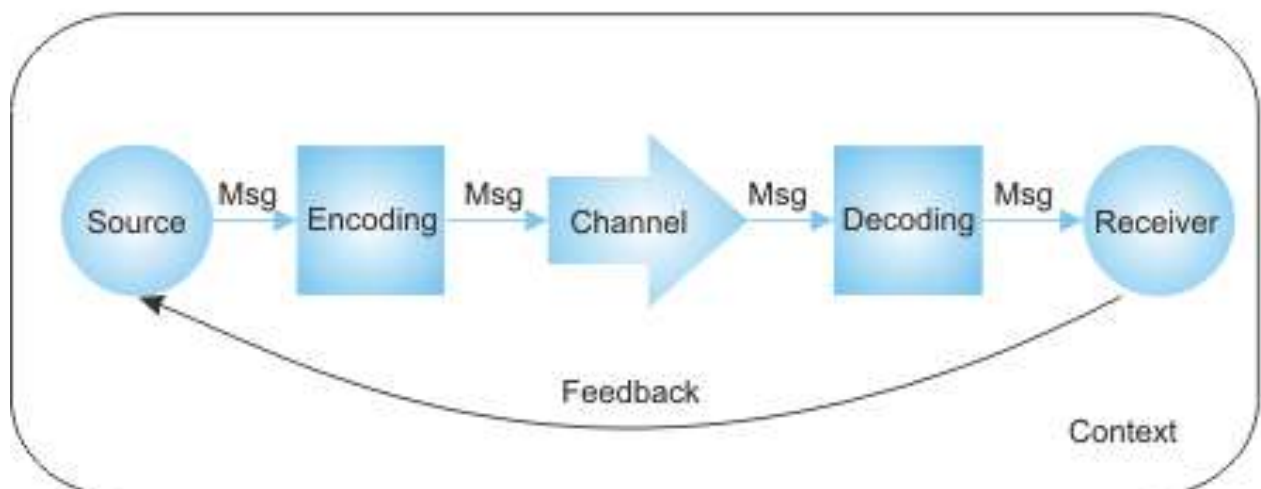 Msg
Msg
Msg
Msg
Source
Encoding
Channel
Decoding
Receiver
Feedback
Context